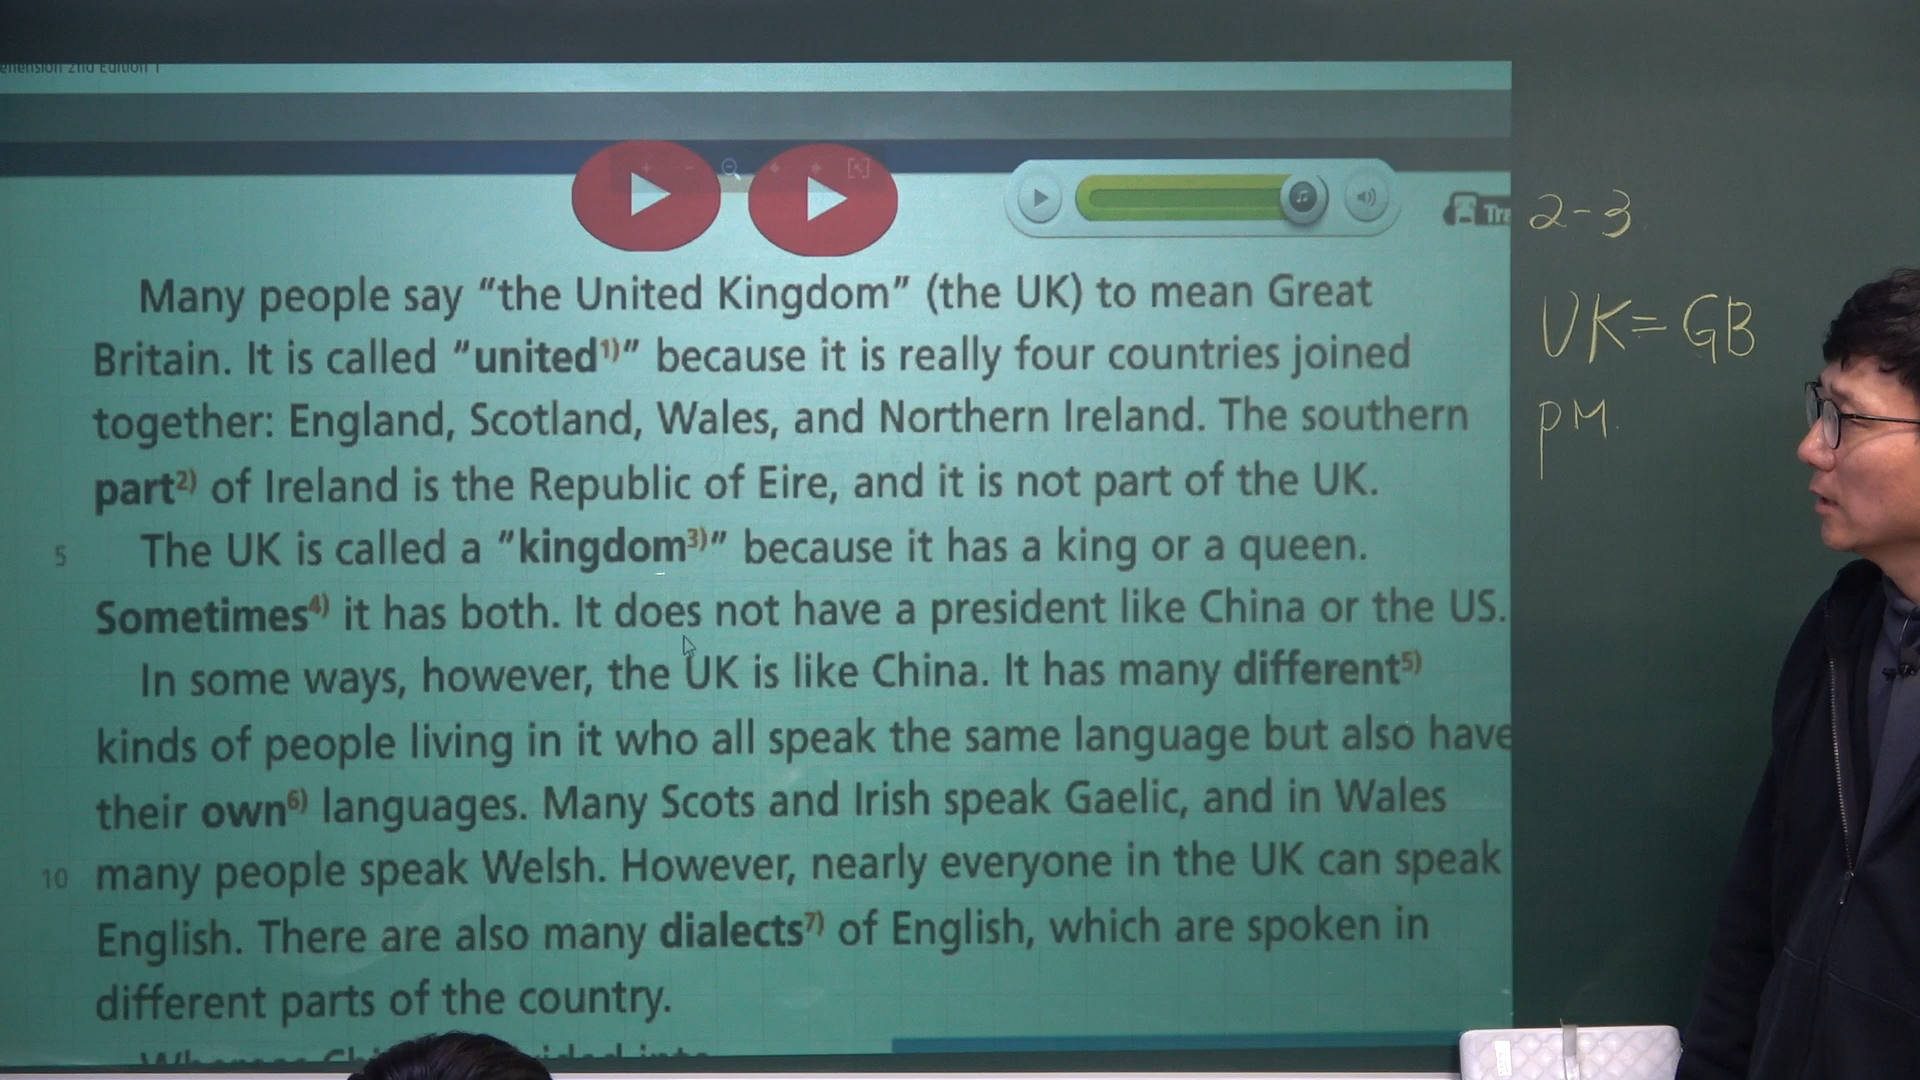 ehension 2nd Edition 1
Many people say “the United Kingdom” (the UK) to mean Great
Britain. It is called “united1)” because it is really four countries joined
together: England, Scotland, Wales, and Northern Ireland. The southern
part2) of Ireland is the Republic of Eire, and it is not part of the UK.
5 The UK is called a “kingdom3)” because it has a king or a queen.
Sometimes4) it has both. It does not have a president like China or the US.
In some ways, however, the UK is like China. It has many different5)
kinds of people living in it who all speak the same language but also have
their own6) languages. Many Scots and Irish speak Gaelic, and in Wales
10 many people speak Welsh. However, nearly everyone in the UK can speak
English. There are also many dialects7) of English, which are spoken in
different parts of the country.
Tra
2-3
UK= GB
PM.